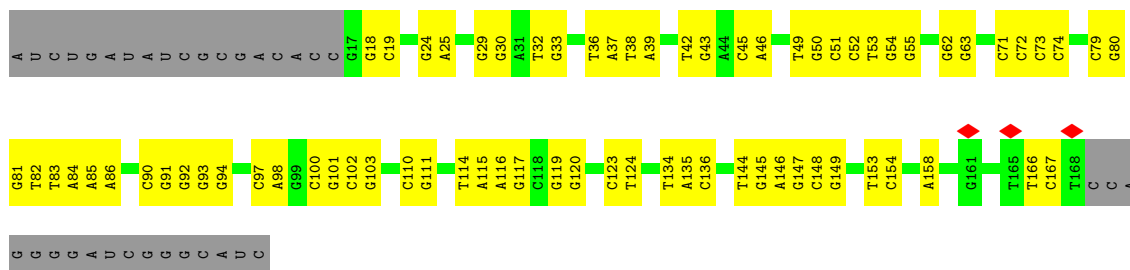 A U C U G A U A U C G C G A C A C C G17 G18 C19 G24 A25 G29 G30 A31 T32 G33 T36 A37 T38 A39 T42 G43 A44 C45 A46 T49 G50 C51 C52 T53 G54 G55 G62 G63 C71 C72 C73 C74 C79 G80
G81 T82 T83 A84 A85 A86 C90 G91 G92 G93 G94 C97 A98 G99 C100 G101 C102 G103 C110 G111 T114 A115 A116 G117 C118 G119 G120 C123 T124 T134 A135 C136 T144 G145 A146 G147 C148 G149 T153 C154 A158 G161 T165 T166 C167 T168 C C A
G G G G A U C G G G C A U C